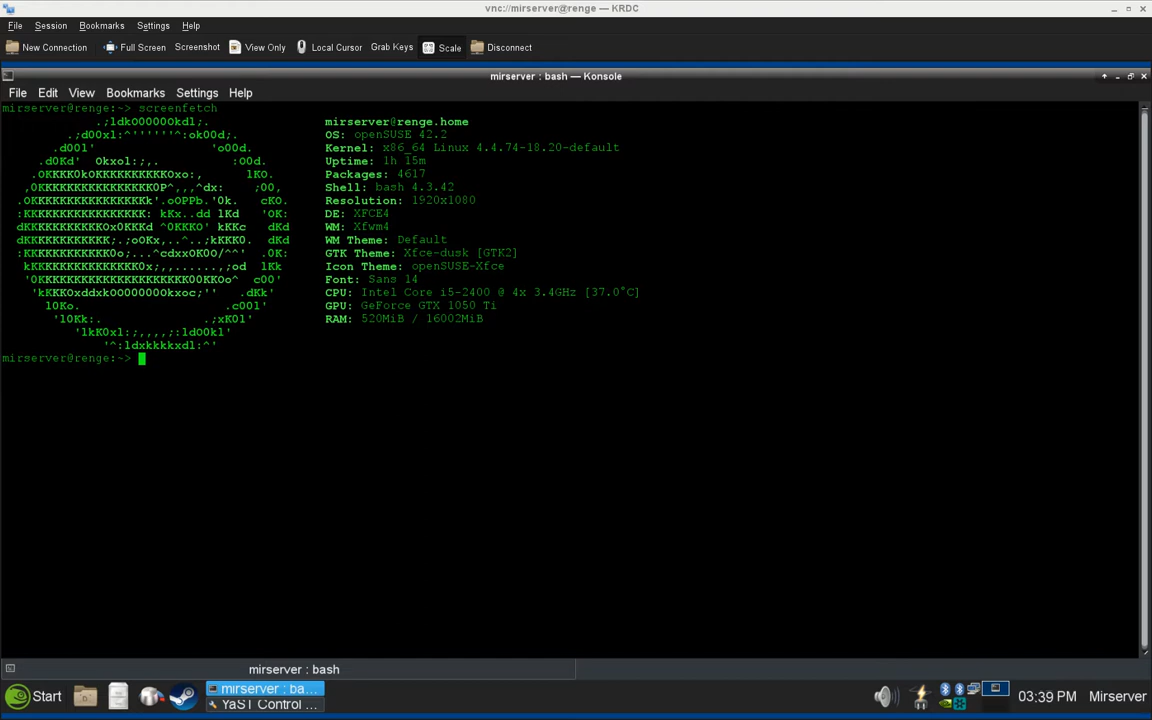 vnc://mirserver@renge — KRDC
File Session Bookmarks Settings Help
New Connection Full Screen Screenshot View Only Local Cursor Grab Keys Scale Disconnect
mirserver : bash — Konsole
File Edit View Bookmarks Settings Help
mirserver@renge:~> screenfetch
mirserver@renge.home
OS: openSUSE 42.2
Kernel: x86_64 Linux 4.4.74-18.20-default
Uptime: 1h 15m
Packages: 4617
Shell: bash 4.3.42
Resolution: 1920x1080
DE: XFCE4
WM: Xfwm4
WM Theme: Default
GTK Theme: Xfce-dusk [GTK2]
Icon Theme: openSUSE-Xfce
Font: Sans 14
CPU: Intel Core i5-2400 @ 4x 3.4GHz [37.0°C]
GPU: GeForce GTX 1050 Ti
RAM: 520MiB / 16002MiB
mirserver@renge:~>
mirserver : bash
Start
mirserver : ba...
YaST Control ...
03:39 PM Mirserver